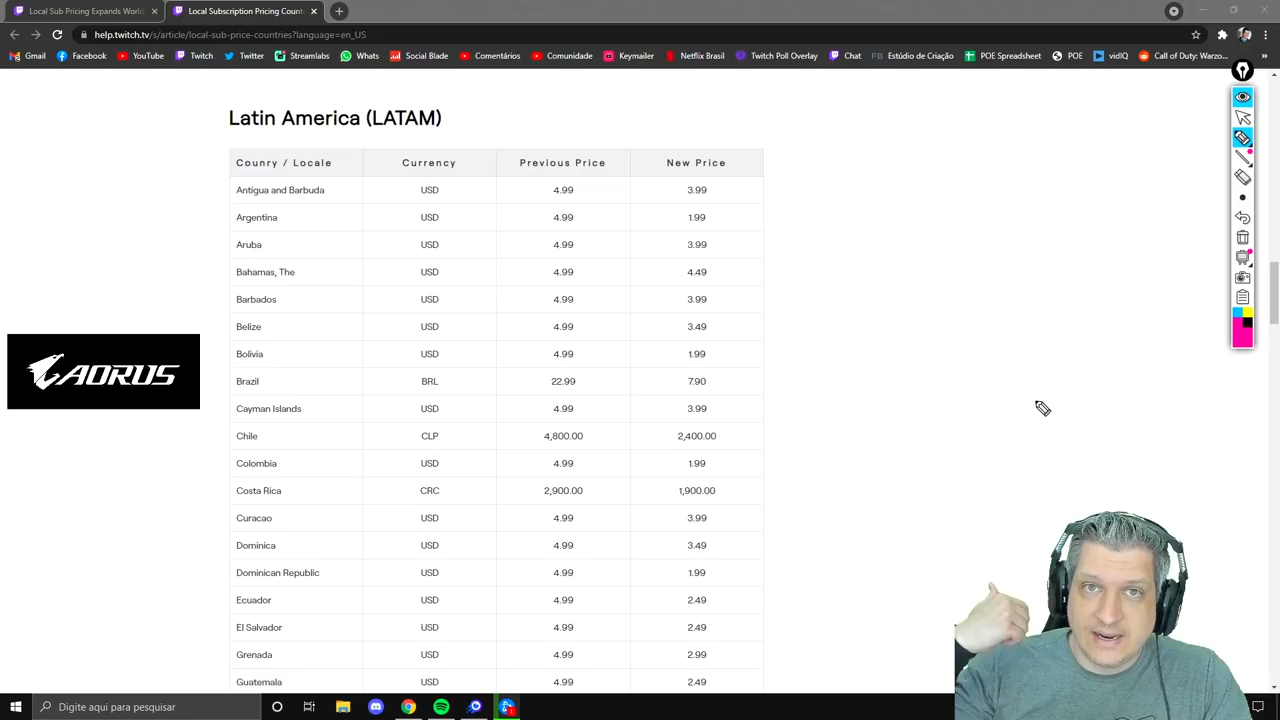 Local Sub Pricing Expands World
Local Subscription Pricing Count
help.twitch.tv/s/article/local-sub-price-countries?language=en_US
Gmail Facebook YouTube Twitch Twitter Streamlabs Whats Social Blade Comentários Comunidade Keymailer Netflix Brasil Twitch Poll Overlay Chat Estúdio de Criação POE Spreadsheet POE vidIQ Call of Duty: Warzo... »
Latin America (LATAM)
Counry / Locale Currency Previous Price New Price
Antigua and Barbuda USD 4.99 3.99
Argentina USD 4.99 1.99
Aruba USD 4.99 3.99
Bahamas, The USD 4.99 4.49
Barbados USD 4.99 3.99
Belize USD 4.99 3.49
Bolivia USD 4.99 1.99
Brazil BRL 22.99 7.90
Cayman Islands USD 4.99 3.99
Chile CLP 4,800.00 2,400.00
Colombia USD 4.99 1.99
Costa Rica CRC 2,900.00 1,900.00
Curacao USD 4.99 3.99
Dominica USD 4.99 3.49
Dominican Republic USD 4.99 1.99
Ecuador USD 4.99 2.49
El Salvador USD 4.99 2.49
Grenada USD 4.99 2.99
Guatemala USD 4.99 2.49
AORUS
Digite aqui para pesquisar